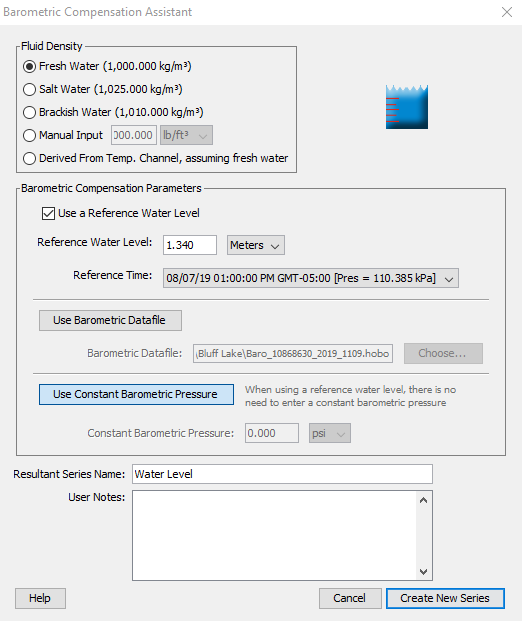 Barometric Compensation Assistant
Fluid Density
Fresh Water (1,000.000 kg/m³)
Salt Water (1,025.000 kg/m³)
Brackish Water (1,010.000 kg/m³)
Manual Input 000.000 lb/ft³
Derived From Temp. Channel, assuming fresh water
Barometric Compensation Parameters
Use a Reference Water Level
Reference Water Level: 1.340 Meters
Reference Time: 08/07/19 01:00:00 PM GMT-05:00 [Pres = 110.385 kPa]
Use Barometric Datafile
Barometric Datafile: \Bluff Lake\Baro_10868630_2019_1109.hobo Choose...
Use Constant Barometric Pressure
When using a reference water level, there is no
need to enter a constant barometric pressure
Constant Barometric Pressure: 0.000 psi
Resultant Series Name: Water Level
User Notes:
Help Cancel Create New Series